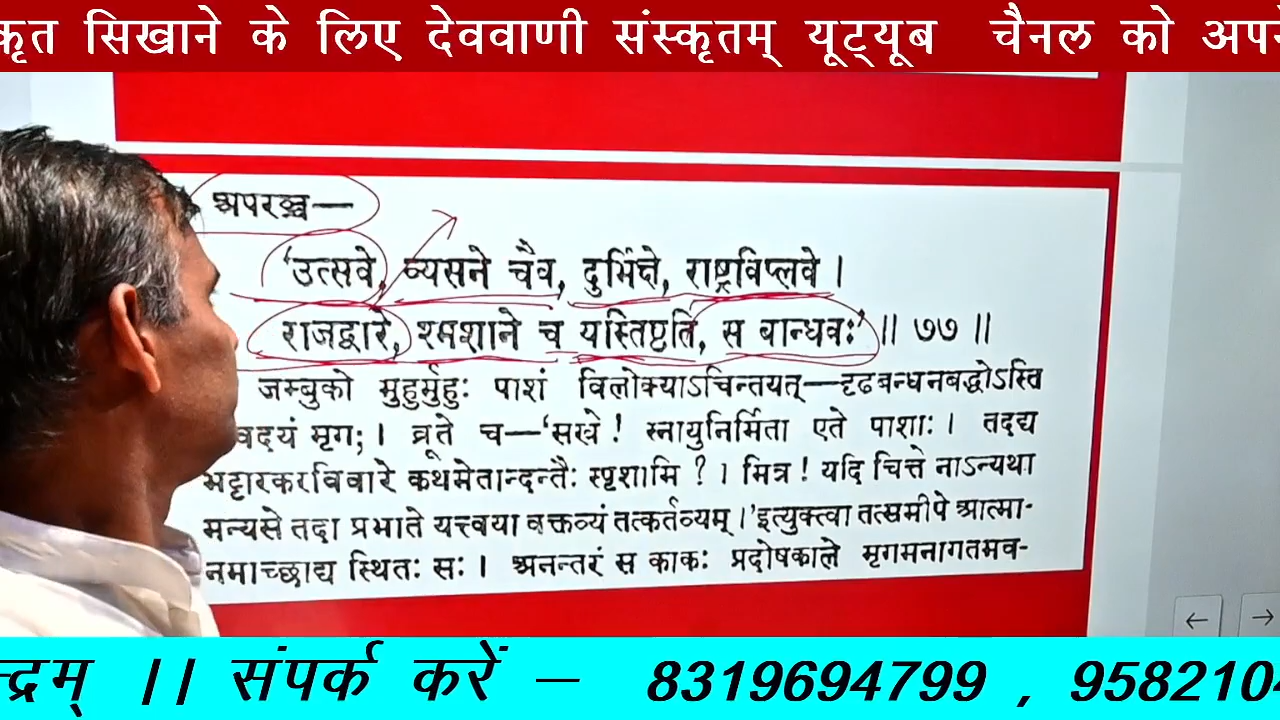 कृत सिखाने के लिए देववाणी संस्कृतम् यूट्यूब चैनल को अपने
अपरञ्च—
'उत्सवे, व्यसने चैव, दुर्भिक्षे, राष्ट्रविप्लवे ।
राजद्वारे, श्मशाने च यस्तिष्ठति, स बान्धवः' ॥ ७७ ॥
जम्बुको मुहुर्मुहुः पाशं विलोक्याऽचिन्तयत्—दृढबन्धनबद्धोऽस्ति
वदयं मृगः; । ब्रूते च—'सखे ! स्नायुनिर्मिता एते पाशाः । तदद्य
भट्टारकरविवारे कथमेतान्दन्तैः स्पृशामि ? । मित्र ! यदि चित्ते नाऽन्यथा
मन्यसे तदा प्रभाते यत्त्वया वक्तव्यं तत्कर्तव्यम् ।'इत्युक्त्वा तत्समीपे आत्मा-
नमाच्छाद्य स्थितः सः । अनन्तरं स काकः प्रदोषकाले मृगमनागतमव-
न्द्रम् ।। संपर्क करें – 8319694799 , 9582104